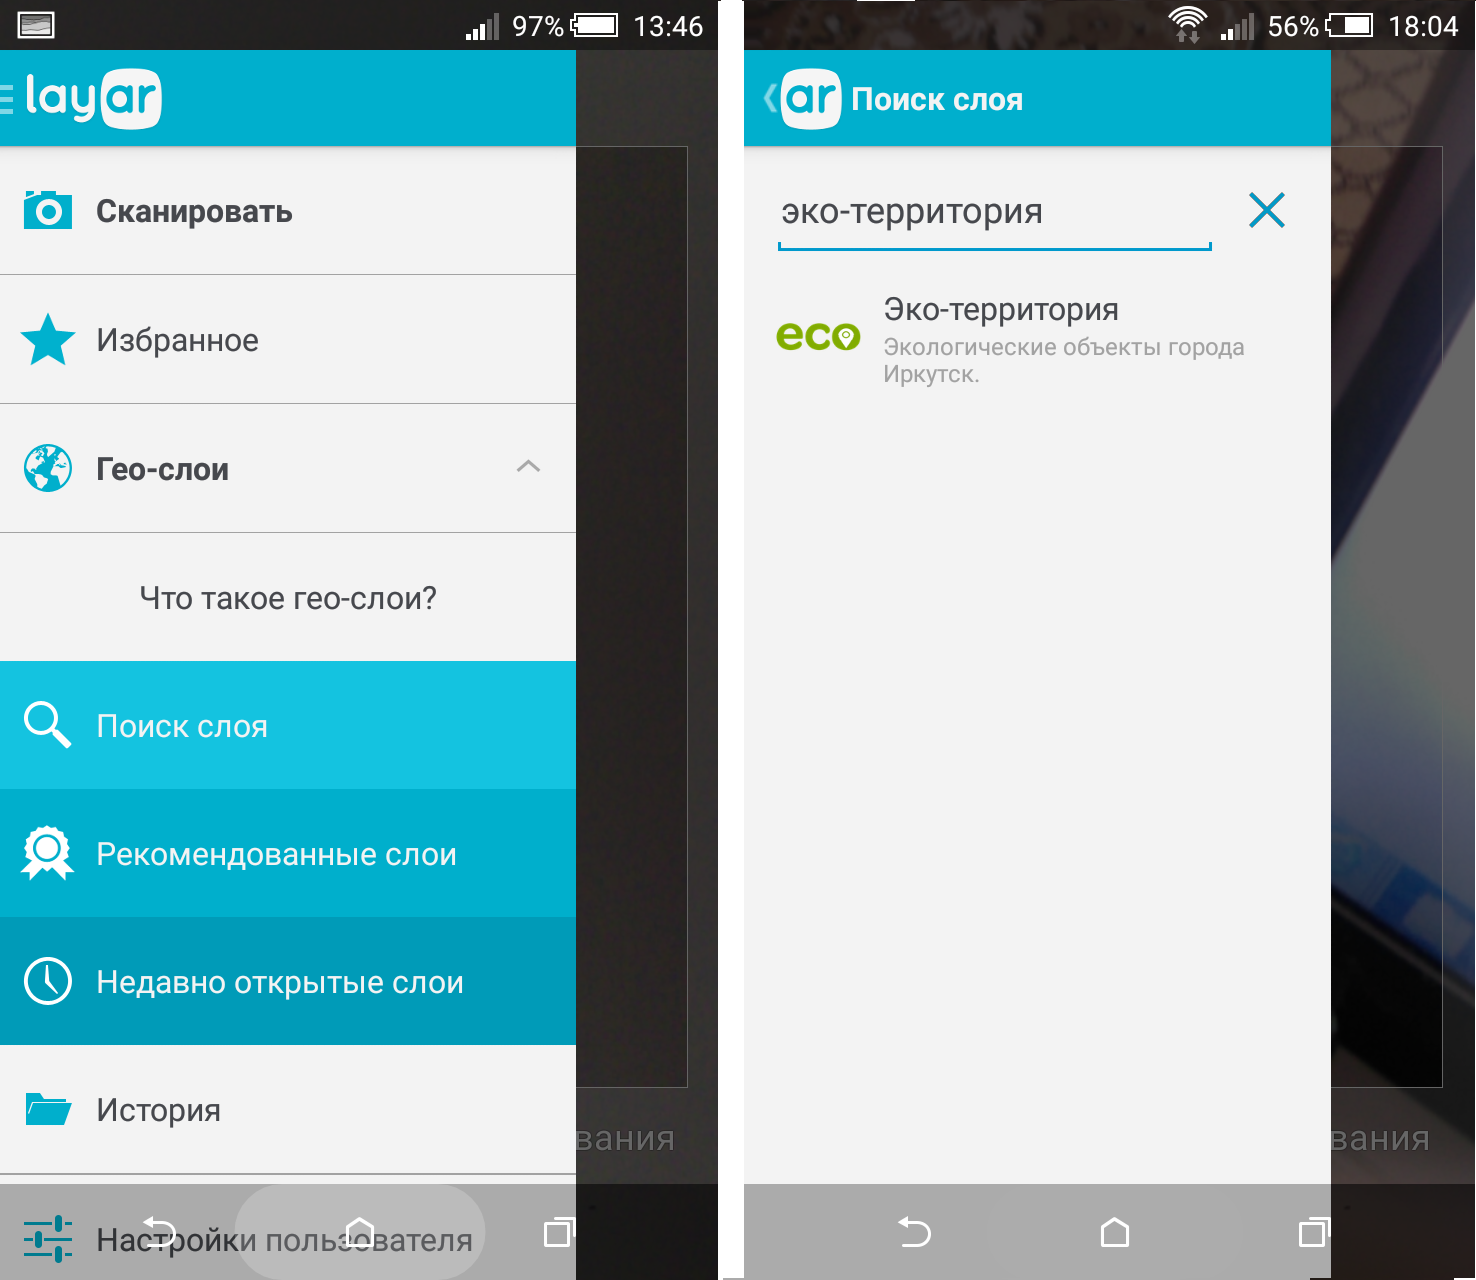 97% 13:46
layar
Сканировать
Избранное
Гео-слои
Что такое гео-слои?
Поиск слоя
Рекомендованные слои
Недавно открытые слои
История
вания
Настройки пользователя
56% 18:04
ar Поиск слоя
эко-территория
eco
Эко-территория
Экологические объекты города
Иркутск.
вания